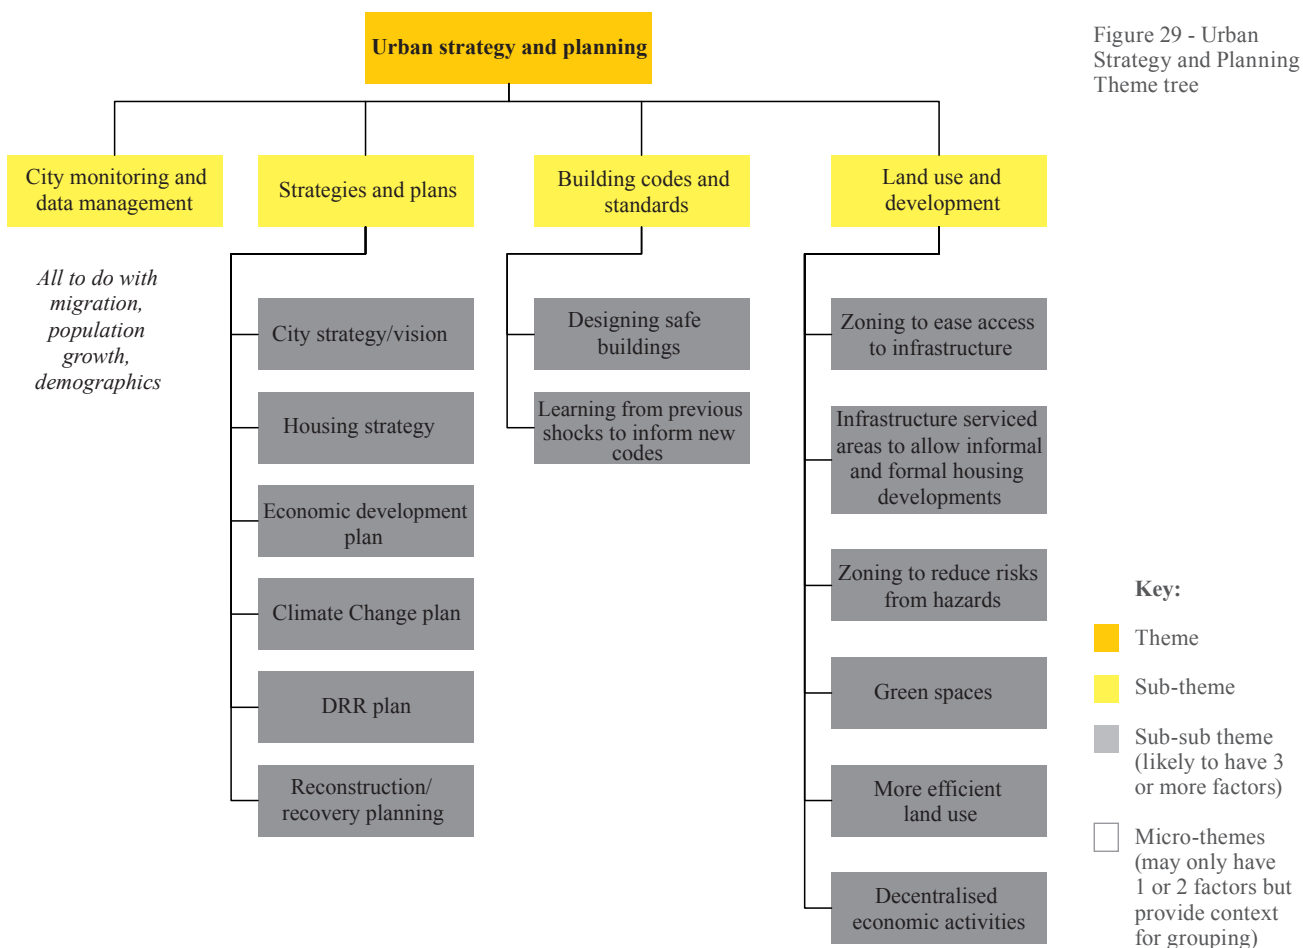 Urban strategy and planning
Figure 29 - Urban
Strategy and Planning
Theme tree
City monitoring and
data management
Strategies and plans
Building codes and
standards
Land use and
development
All to do with
migration,
population
growth,
demographics
City strategy/vision
Housing strategy
Economic development
plan
Climate Change plan
DRR plan
Reconstruction/
recovery planning
Designing safe
buildings
Learning from previous
shocks to inform new
codes
Zoning to ease access
to infrastructure
Infrastructure serviced
areas to allow informal
and formal housing
developments
Zoning to reduce risks
from hazards
Green spaces
More efficient
land use
Decentralised
economic activities
Key:
Theme
Sub-theme
Sub-sub theme
(likely to have 3
or more factors)
Micro-themes
(may only have
1 or 2 factors but
provide context
for grouping)